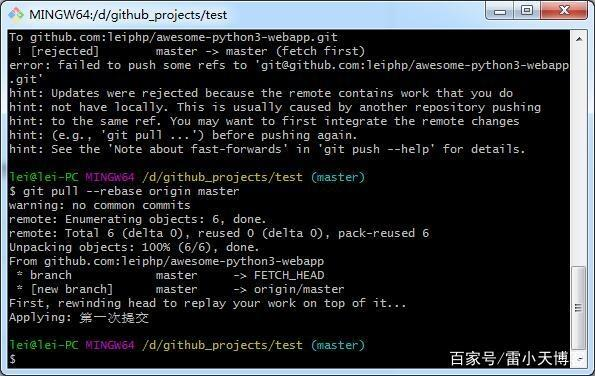 MINGW64:/d/github_projects/test
To github.com:leiphp/awesome-python3-webapp.git
 ! [rejected]        master -> master (fetch first)
error: failed to push some refs to 'git@github.com:leiphp/awesome-python3-webapp
.git'
hint: Updates were rejected because the remote contains work that you do
hint: not have locally. This is usually caused by another repository pushing
hint: to the same ref. You may want to first integrate the remote changes
hint: (e.g., 'git pull ...') before pushing again.
hint: See the 'Note about fast-forwards' in 'git push --help' for details.
lei@lei-PC MINGW64 /d/github_projects/test (master)
$ git pull --rebase origin master
warning: no common commits
remote: Enumerating objects: 6, done.
remote: Total 6 (delta 0), reused 0 (delta 0), pack-reused 6
Unpacking objects: 100% (6/6), done.
From github.com:leiphp/awesome-python3-webapp
 * branch            master     -> FETCH_HEAD
 * [new branch]      master     -> origin/master
First, rewinding head to replay your work on top of it...
Applying: 第一次提交
lei@lei-PC MINGW64 /d/github_projects/test (master)
$
百家号/雷小天博